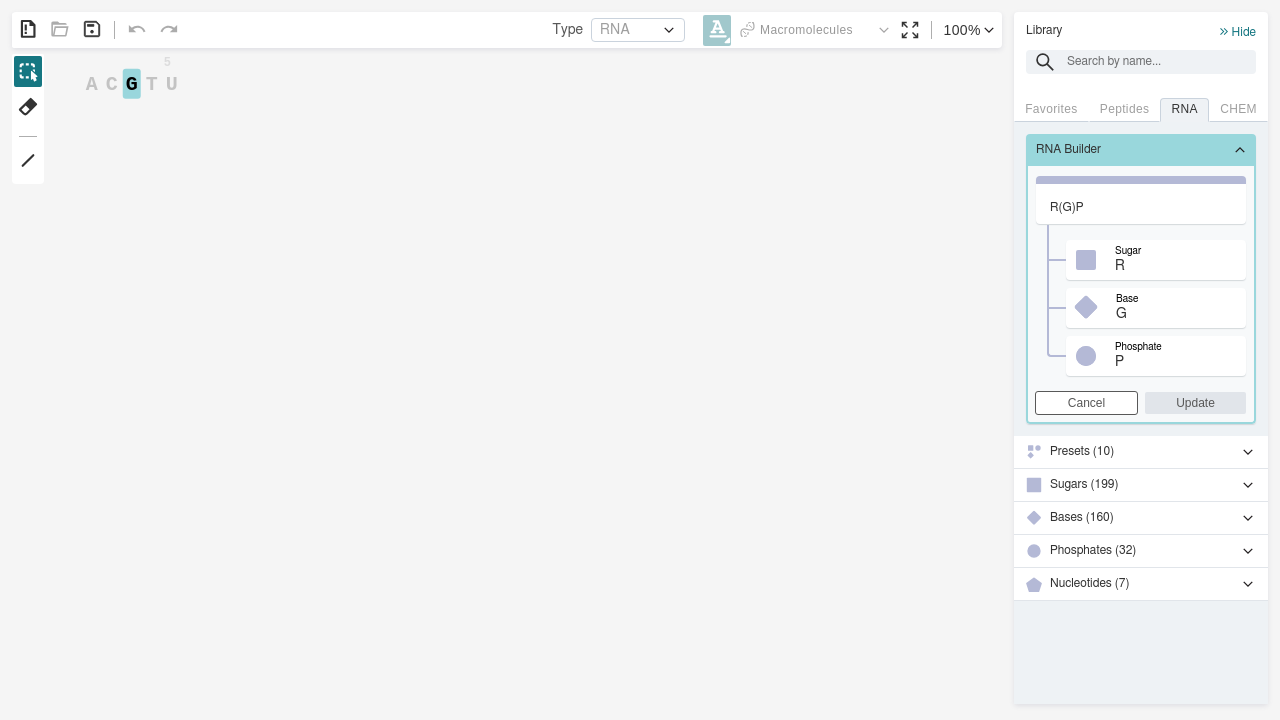 Type RNA Macromolecules 100%
5
A C G T U
Library
Hide
Search by name...
Favorites Peptides RNA CHEM
RNA Builder
R(G)P
Sugar
R
Base
G
Phosphate
P
Cancel Update
Presets (10)
Sugars (199)
Bases (160)
Phosphates (32)
Nucleotides (7)